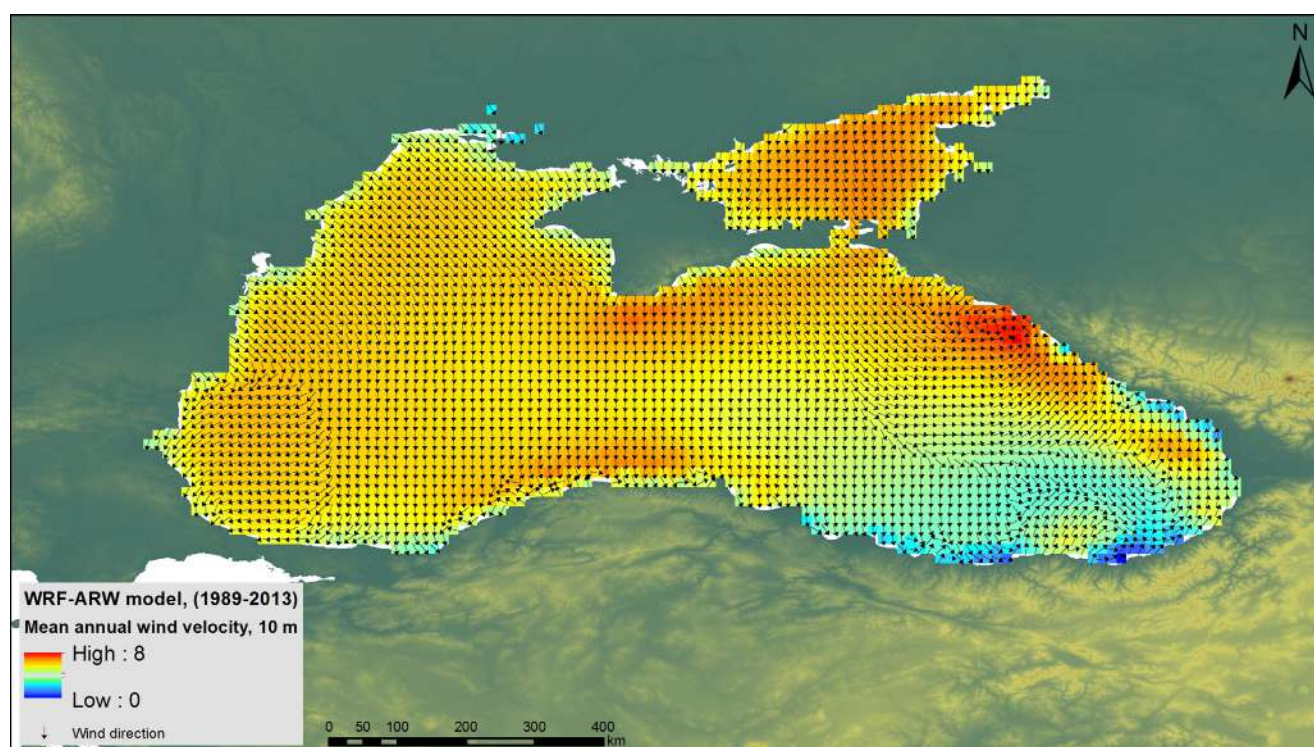 N
WRF-ARW model, (1989-2013)
Mean annual wind velocity, 10 m
High : 8
Low : 0
Wind direction
0 50 100 200 300 400
km